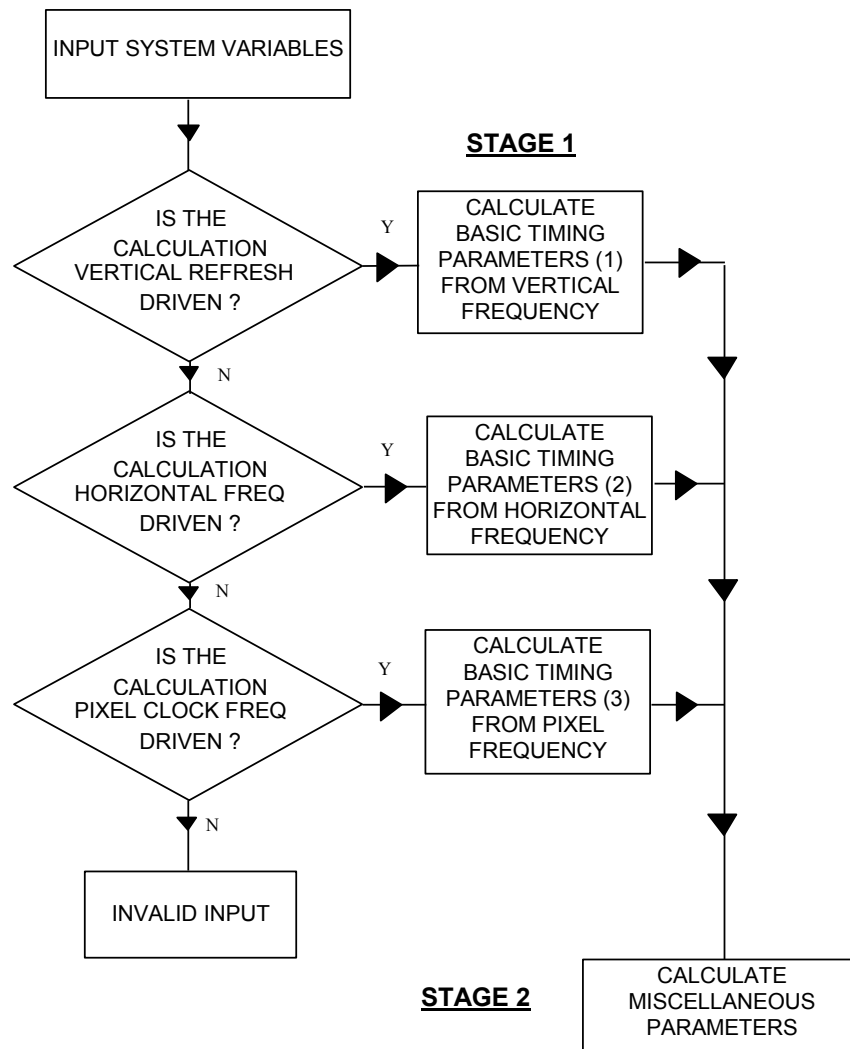 INPUT SYSTEM VARIABLES
STAGE 1
IS THE
CALCULATION
VERTICAL REFRESH
DRIVEN ?
Y
CALCULATE
BASIC TIMING
PARAMETERS (1)
FROM VERTICAL
FREQUENCY
N
IS THE
CALCULATION
HORIZONTAL FREQ
DRIVEN ?
Y
CALCULATE
BASIC TIMING
PARAMETERS (2)
FROM HORIZONTAL
FREQUENCY
N
IS THE
CALCULATION
PIXEL CLOCK FREQ
DRIVEN ?
Y
CALCULATE
BASIC TIMING
PARAMETERS (3)
FROM PIXEL
FREQUENCY
N
INVALID INPUT
STAGE 2
CALCULATE
MISCELLANEOUS
PARAMETERS